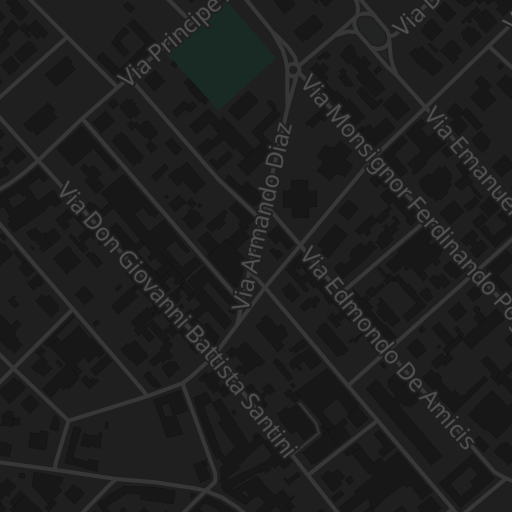 Via Principe
Via Monsignor Ferdinando Po
Via Emanue
Via Armando Diaz
Via Don Giovanni Battista Santini
Via Edmondo De Amicis